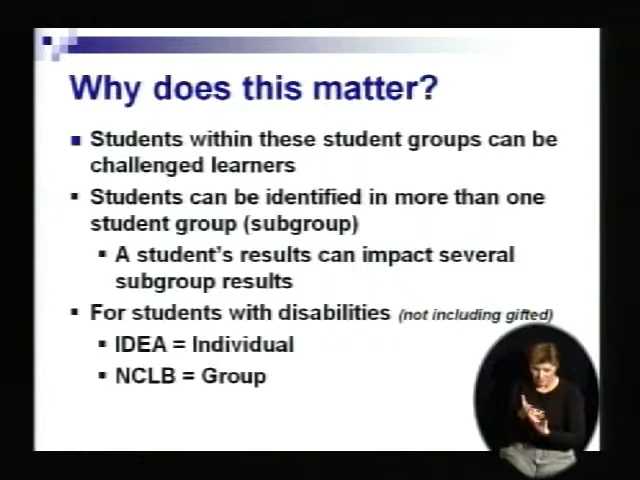 Why does this matter?
Students within these student groups can be
challenged learners
Students can be identified in more than one
student group (subgroup)
A student's results can impact several
subgroup results
For students with disabilities (not including gifted)
IDEA = Individual
NCLB = Group